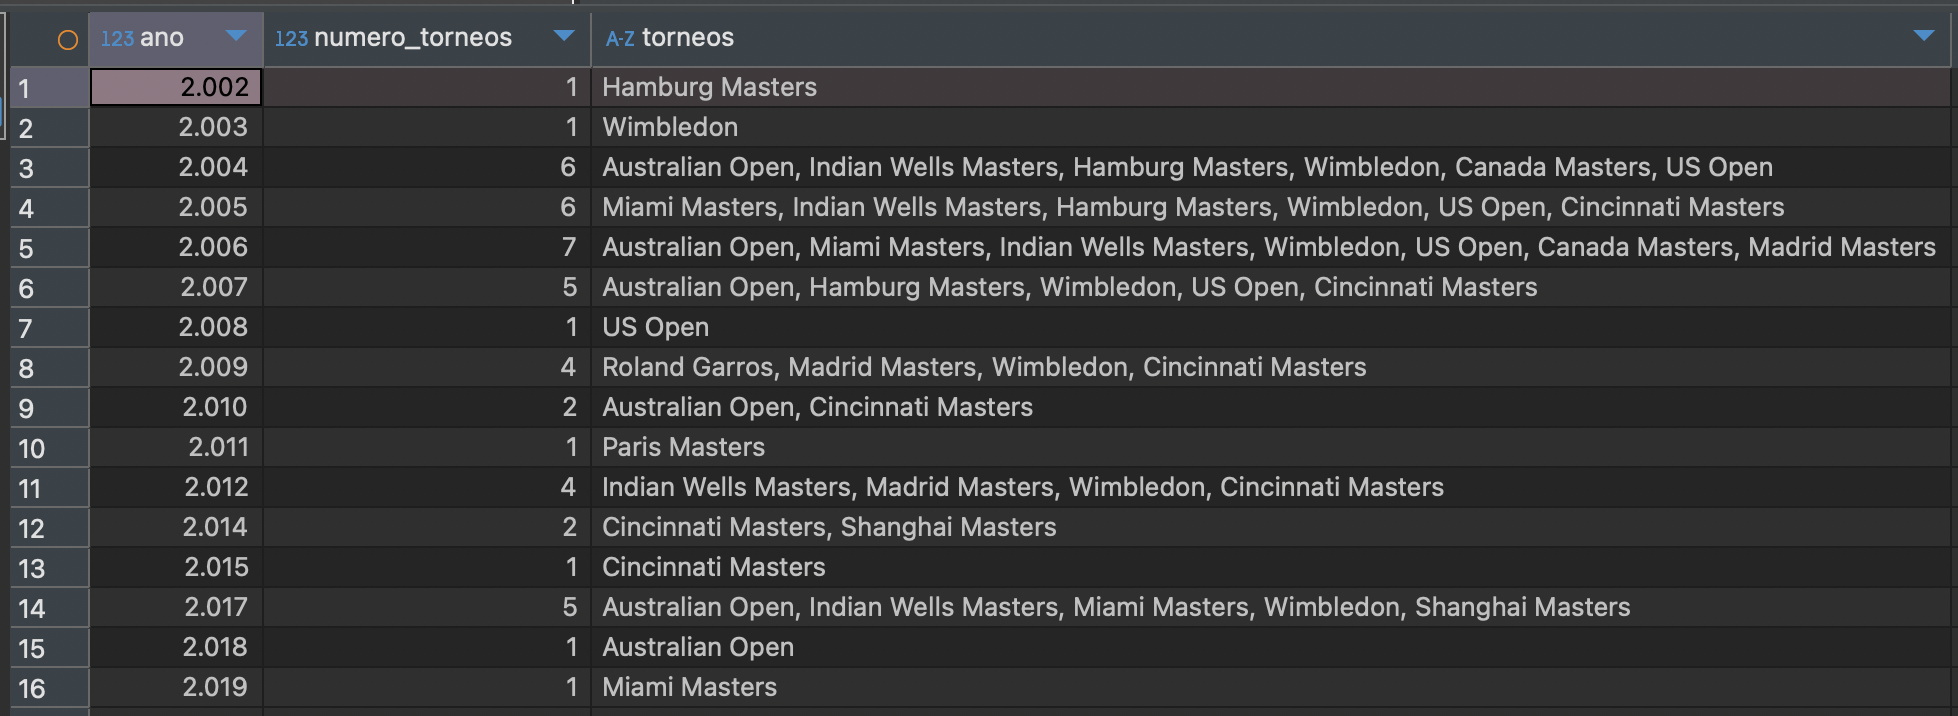 123 ano 123 numero_torneos A-Z torneos
1 2.002 1 Hamburg Masters
2 2.003 1 Wimbledon
3 2.004 6 Australian Open, Indian Wells Masters, Hamburg Masters, Wimbledon, Canada Masters, US Open
4 2.005 6 Miami Masters, Indian Wells Masters, Hamburg Masters, Wimbledon, US Open, Cincinnati Masters
5 2.006 7 Australian Open, Miami Masters, Indian Wells Masters, Wimbledon, US Open, Canada Masters, Madrid Masters
6 2.007 5 Australian Open, Hamburg Masters, Wimbledon, US Open, Cincinnati Masters
7 2.008 1 US Open
8 2.009 4 Roland Garros, Madrid Masters, Wimbledon, Cincinnati Masters
9 2.010 2 Australian Open, Cincinnati Masters
10 2.011 1 Paris Masters
11 2.012 4 Indian Wells Masters, Madrid Masters, Wimbledon, Cincinnati Masters
12 2.014 2 Cincinnati Masters, Shanghai Masters
13 2.015 1 Cincinnati Masters
14 2.017 5 Australian Open, Indian Wells Masters, Miami Masters, Wimbledon, Shanghai Masters
15 2.018 1 Australian Open
16 2.019 1 Miami Masters